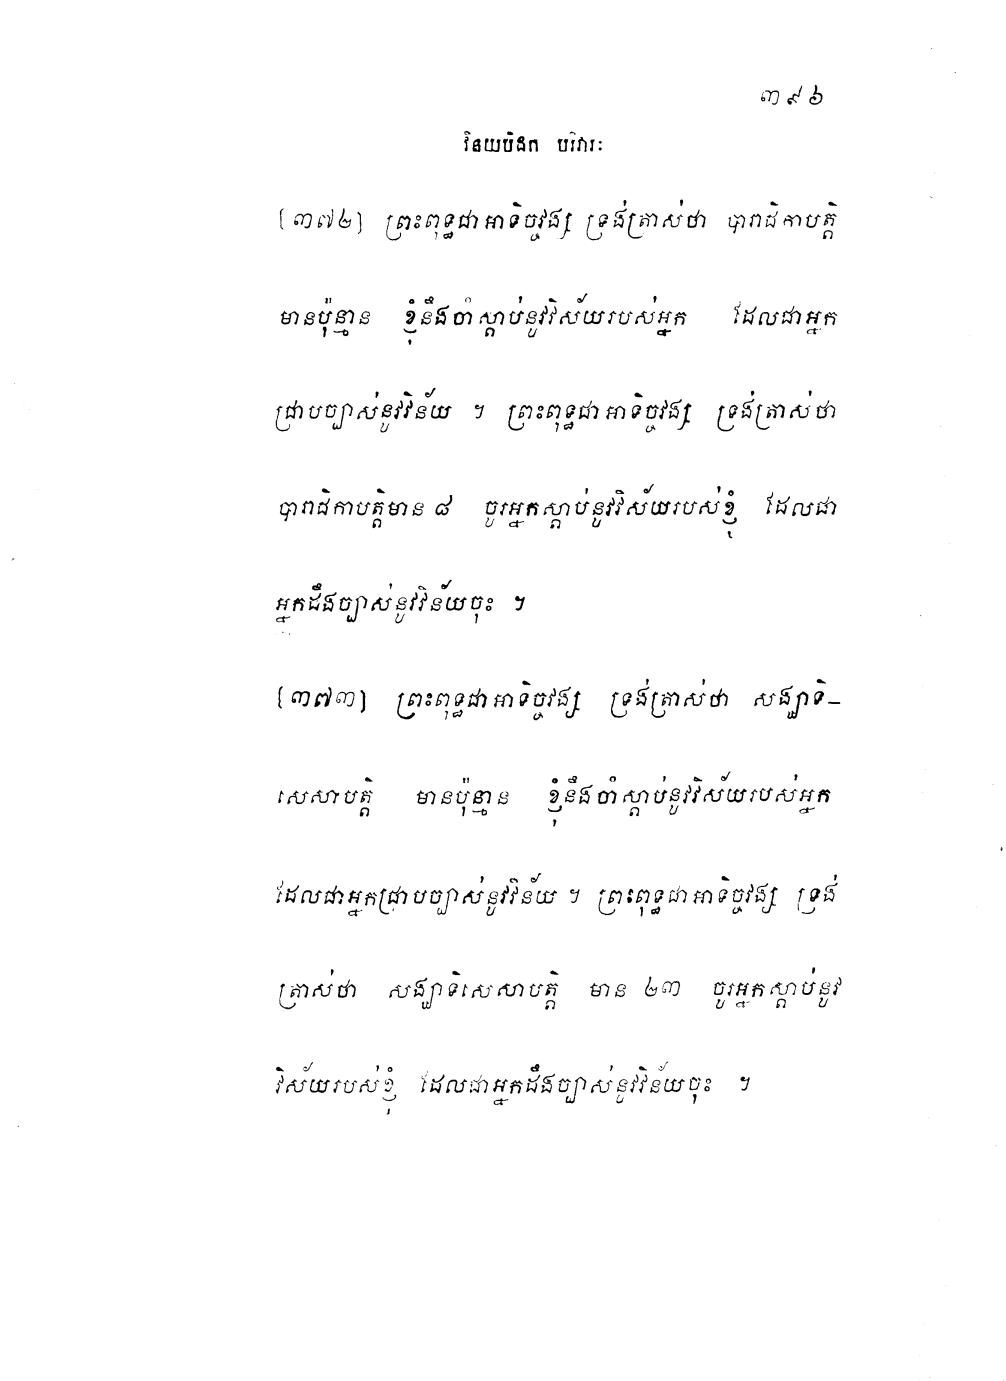 ៣៩៦
វិនយបិដក បរិវារៈ
[៣៧២] ព្រះពុទ្ធជាអាទិច្ចវង្ស ទ្រង់ត្រាស់ថា បារាជិកាបត្តិ
មានប៉ុន្មាន ខ្ញុំនឹងចាំស្តាប់នូវវិស័យរបស់អ្នក ដែលជាអ្នក
ជ្រាបច្បាស់នូវវិន័យ ។ ព្រះពុទ្ធជាអាទិច្ចវង្ស ទ្រង់ត្រាស់ថា
បារាជិកាបត្តិមាន ៨ ចូរអ្នកស្តាប់នូវវិស័យរបស់ខ្ញុំ ដែលជា
អ្នកដឹងច្បាស់នូវវិន័យចុះ ។
[៣៧៣] ព្រះពុទ្ធជាអាទិច្ចវង្ស ទ្រង់ត្រាស់ថា សង្ឃាទិ-
សេសាបត្តិ មានប៉ុន្មាន ខ្ញុំនឹងចាំស្តាប់នូវវិស័យរបស់អ្នក
ដែលជាអ្នកជ្រាបច្បាស់នូវវិន័យ ។ ព្រះពុទ្ធជាអាទិច្ចវង្ស ទ្រង់
ត្រាស់ថា សង្ឃាទិសេសាបត្តិ មាន ២៣ ចូរអ្នកស្តាប់នូវ
វិស័យរបស់ខ្ញុំ ដែលជាអ្នកដឹងច្បាស់នូវវិន័យចុះ ។